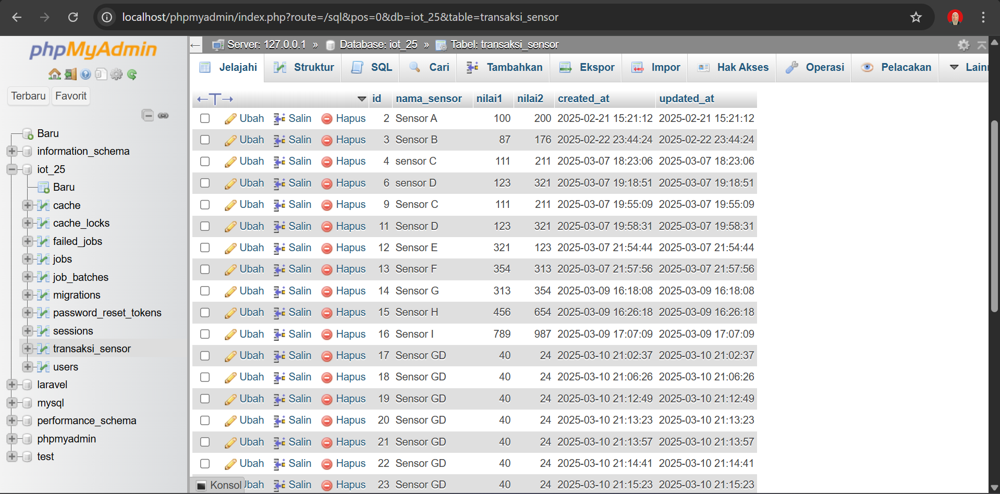 localhost/phpmyadmin/index.php?route=/sql&pos=0&db=iot_25&table=transaksi_sensor
phpMyAdmin
Terbaru Favorit
Baru
information_schema
iot_25
Baru
cache
cache_locks
failed_jobs
jobs
job_batches
migrations
password_reset_tokens
sessions
transaksi_sensor
users
laravel
mysql
performance_schema
phpmyadmin
test
Server: 127.0.0.1 » Database: iot_25 » Tabel: transaksi_sensor
Jelajahi Struktur SQL Cari Tambahkan Ekspor Impor Hak Akses Operasi Pelacakan Lainn
←T→ id nama_sensor nilai1 nilai2 created_at updated_at
Ubah Salin Hapus 2 Sensor A 100 200 2025-02-21 15:21:12 2025-02-21 15:21:12
Ubah Salin Hapus 3 Sensor B 87 176 2025-02-22 23:44:24 2025-02-22 23:44:24
Ubah Salin Hapus 4 sensor C 111 211 2025-03-07 18:23:06 2025-03-07 18:23:06
Ubah Salin Hapus 6 sensor D 123 321 2025-03-07 19:18:51 2025-03-07 19:18:51
Ubah Salin Hapus 9 Sensor C 111 211 2025-03-07 19:55:09 2025-03-07 19:55:09
Ubah Salin Hapus 11 Sensor D 123 321 2025-03-07 19:58:31 2025-03-07 19:58:31
Ubah Salin Hapus 12 Sensor E 321 123 2025-03-07 21:54:44 2025-03-07 21:54:44
Ubah Salin Hapus 13 Sensor F 354 313 2025-03-07 21:57:56 2025-03-07 21:57:56
Ubah Salin Hapus 14 Sensor G 313 354 2025-03-09 16:18:08 2025-03-09 16:18:08
Ubah Salin Hapus 15 Sensor H 456 654 2025-03-09 16:26:18 2025-03-09 16:26:18
Ubah Salin Hapus 16 Sensor I 789 987 2025-03-09 17:07:09 2025-03-09 17:07:09
Ubah Salin Hapus 17 Sensor GD 40 24 2025-03-10 21:02:37 2025-03-10 21:02:37
Ubah Salin Hapus 18 Sensor GD 40 24 2025-03-10 21:06:26 2025-03-10 21:06:26
Ubah Salin Hapus 19 Sensor GD 40 24 2025-03-10 21:12:49 2025-03-10 21:12:49
Ubah Salin Hapus 20 Sensor GD 40 24 2025-03-10 21:13:23 2025-03-10 21:13:23
Ubah Salin Hapus 21 Sensor GD 40 24 2025-03-10 21:13:57 2025-03-10 21:13:57
Ubah Salin Hapus 22 Sensor GD 40 24 2025-03-10 21:14:41 2025-03-10 21:14:41
Konsol Ubah Salin Hapus 23 Sensor GD 40 24 2025-03-10 21:15:23 2025-03-10 21:15:23